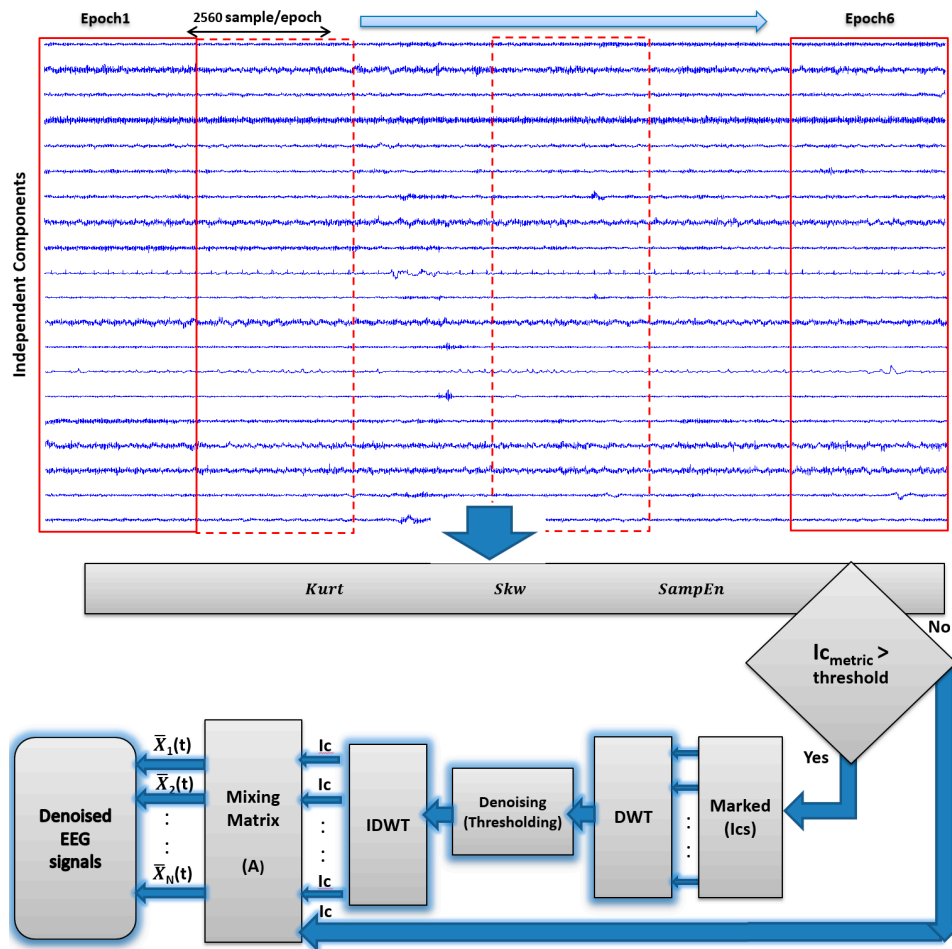 Epoch1
2560 sample/epoch
Epoch6
Independent Components
Kurt
Skw
SampEn
No
Ic_metric >
threshold
Yes
X̅₁(t)
X̅₂(t)
:
:
X̅_N(t)
Ic
Ic
:
:
Ic
Ic
Denoised
EEG
signals
Mixing
Matrix
(A)
IDWT
Denoising
(Thresholding)
DWT
:
:
Marked
(Ics)